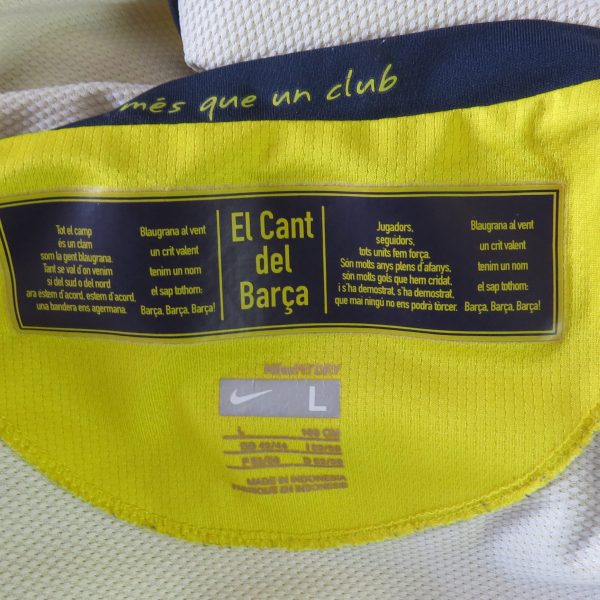 més que un club
Tot el camp
és un clam
som la gent blaugrana.
Tant se val d'on venim
si del sud o del nord
ara éstem d'acord, estem d'acord,
una bandera ens agermana.
Blaugrana al vent
un crit valent
tenim un nom
el sap tothom:
Barça, Barça, Barça!
El Cant
del
Barça
Jugadors,
seguidors,
tots units fem força.
Són molts anys plens d'afanys,
són molts gols que hem cridat,
i s'ha demostrat, s'ha demostrat,
que mai ningú no ens podrà tòrcer.
Blaugrana al vent
un crit valent
tenim un nom
el sap tothom:
Barça, Barça, Barça!
L
L
MADE IN INDONESIA
FABRIQUE EN INDONESIE